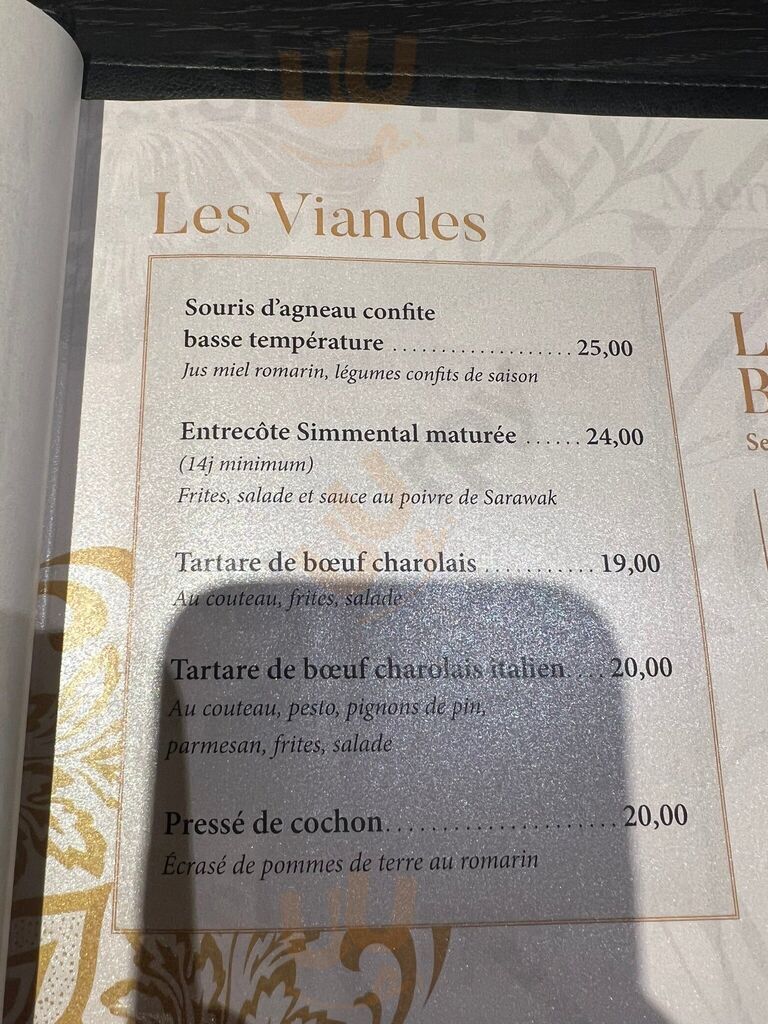 Les Viandes
Souris d'agneau confite
basse température ................... 25,00
Jus miel romarin, légumes confits de saison
Entrecôte Simmental maturée ...... 24,00
(14j minimum)
Frites, salade et sauce au poivre de Sarawak
Tartare de bœuf charolais ........... 19,00
Au couteau, frites, salade
Tartare de bœuf charolais italien.... 20,00
Au couteau, pesto, pignons de pin,
parmesan, frites, salade
Pressé de cochon...................... 20,00
Écrasé de pommes de terre au romarin
L
B
Se